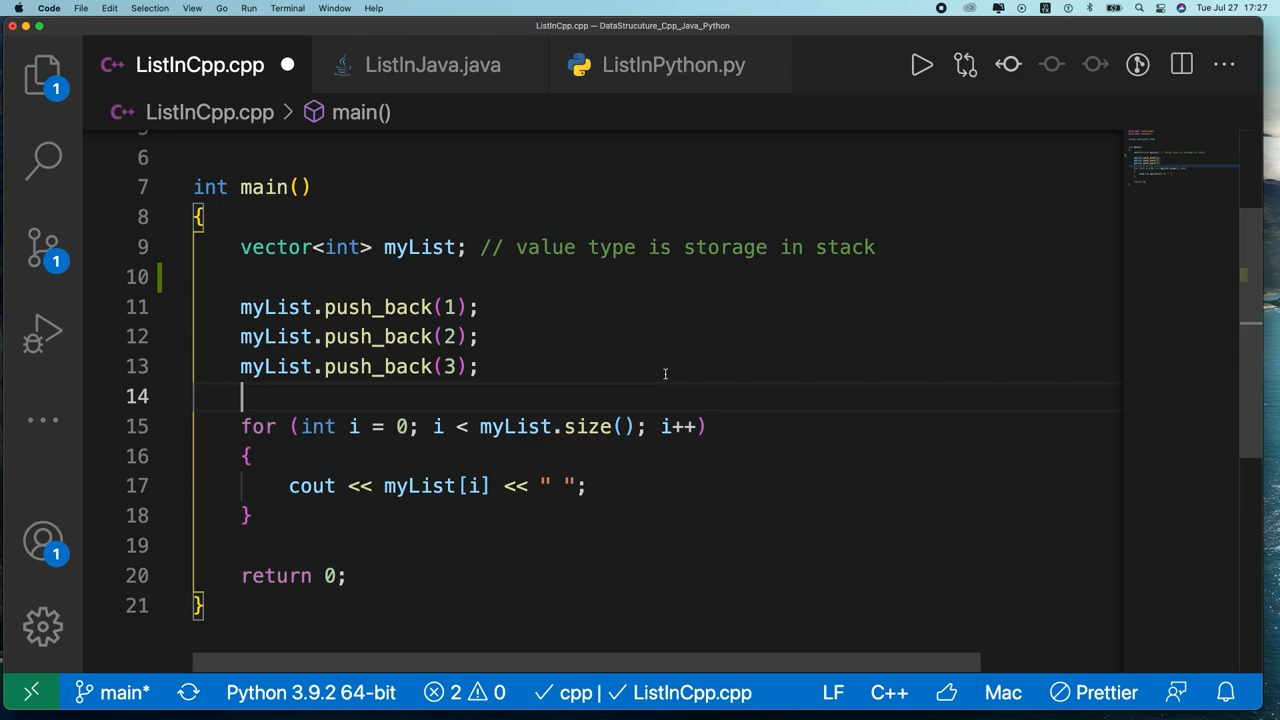 Code File Edit Selection View Go Run Terminal Window Help Tue Jul 27 17:27
ListInCpp.cpp — DataStrucuture_Cpp_Java_Python
ListInCpp.cpp ListInJava.java ListInPython.py
ListInCpp.cpp > main()
6
7 int main()
8 {
9 vector<int> myList; // value type is storage in stack
10
11 myList.push_back(1);
12 myList.push_back(2);
13 myList.push_back(3);
14
15 for (int i = 0; i < myList.size(); i++)
16 {
17 cout << myList[i] << " ";
18 }
19
20 return 0;
21 }
1
1
1
main* Python 3.9.2 64-bit 2 0 cpp | ListInCpp.cpp LF C++ Mac Prettier